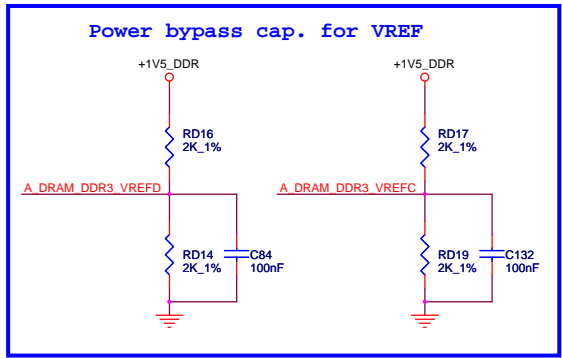 Power bypass cap. for VREF
+1V5_DDR
+1V5_DDR
RD16
2K_1%
RD17
2K_1%
A_DRAM_DDR3_VREFD
A_DRAM_DDR3_VREFC
RD14
2K_1%
C84
100nF
RD19
2K_1%
C132
100nF